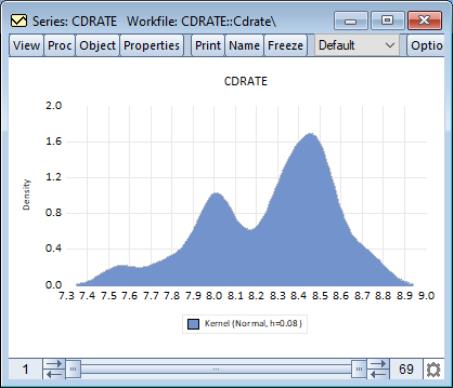 Series: CDRATE   Workfile: CDRATE::Cdrate\
View Proc Object Properties Print Name Freeze Default Optio
CDRATE
2.0
1.6
1.2
0.8
0.4
0.0
Density
7.3 7.4 7.5 7.6 7.7 7.8 7.9 8.0 8.1 8.2 8.3 8.4 8.5 8.6 8.7 8.8 8.9 9.0
Kernel (Normal, h=0.08)
1 69